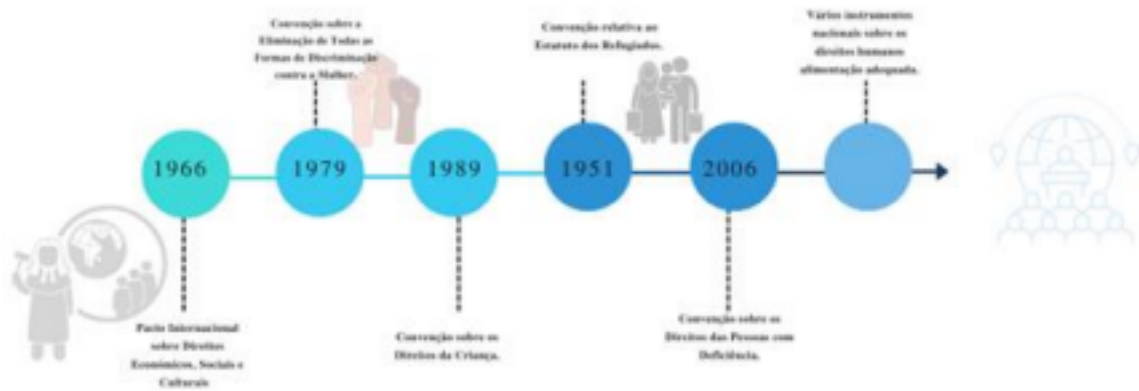 Convenção sobre a
Eliminação de Todas as
Formas de Discriminação
contra a Mulher.
Convenção relativa ao
Estatuto dos Refugiados.
Vários instrumentos
nacionais sobre os
direitos humanos
alimentação adequada.
1966
1979
1989
1951
2006
Pacto Internacional
sobre Direitos
Económicos, Sociais e
Culturais
Convenção sobre os
Direitos da Criança.
Convenção sobre os
Direitos das Pessoas com
Deficiência.